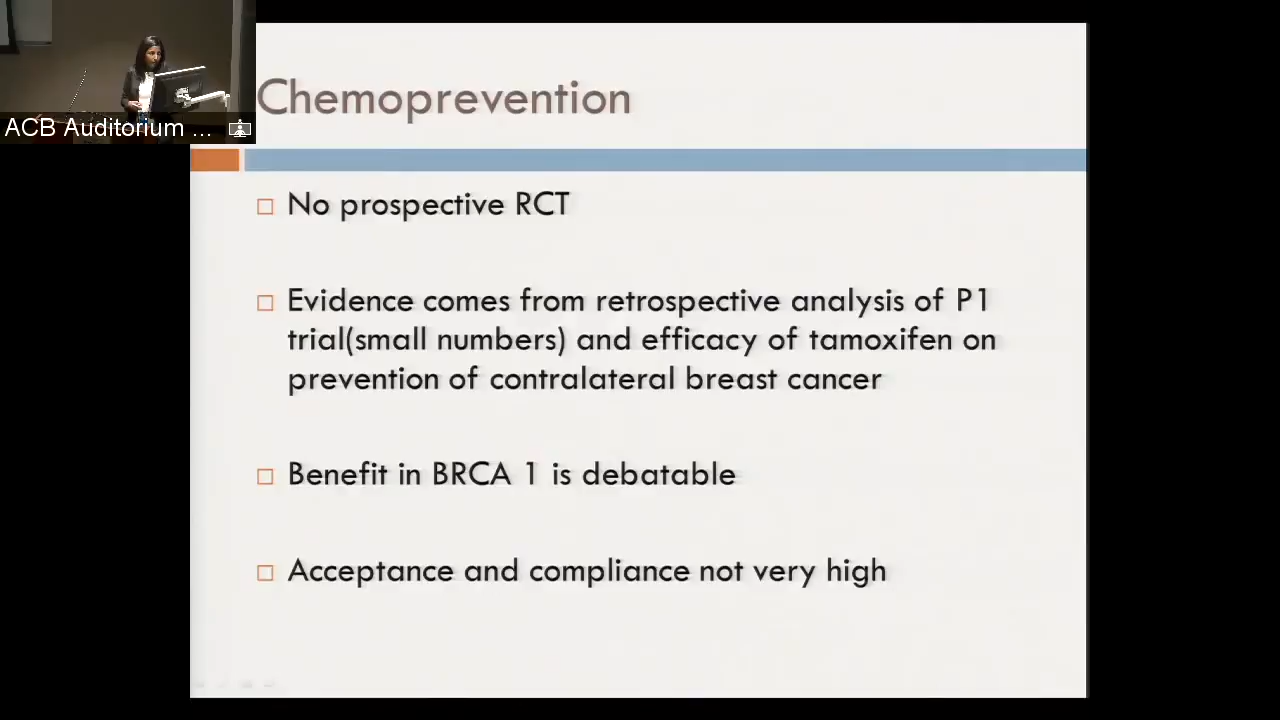 Chemoprevention
ACB Auditorium ...
No prospective RCT
Evidence comes from retrospective analysis of P1
trial(small numbers) and efficacy of tamoxifen on
prevention of contralateral breast cancer
Benefit in BRCA 1 is debatable
Acceptance and compliance not very high